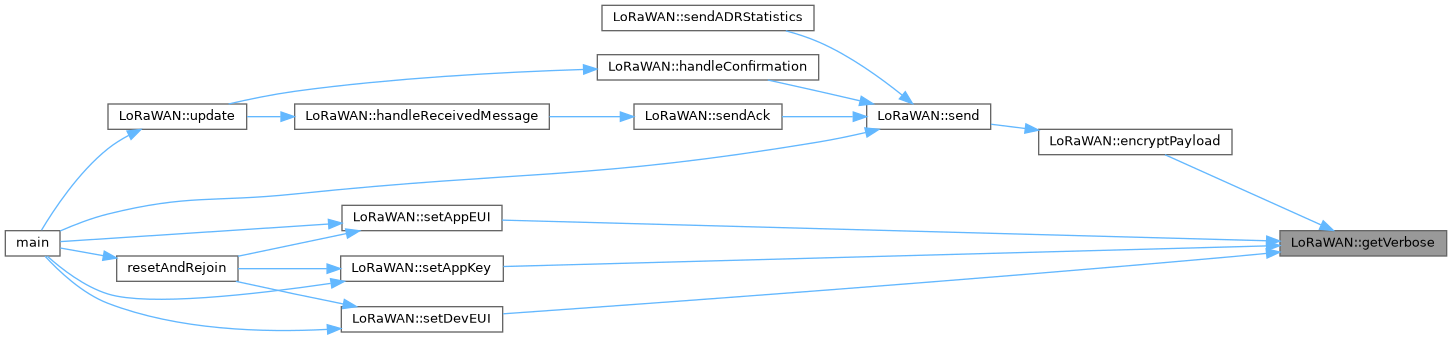 LoRaWAN::sendADRStatistics
LoRaWAN::handleConfirmation
LoRaWAN::update
LoRaWAN::handleReceivedMessage
LoRaWAN::sendAck
LoRaWAN::send
LoRaWAN::encryptPayload
LoRaWAN::setAppEUI
main
LoRaWAN::getVerbose
resetAndRejoin
LoRaWAN::setAppKey
LoRaWAN::setDevEUI